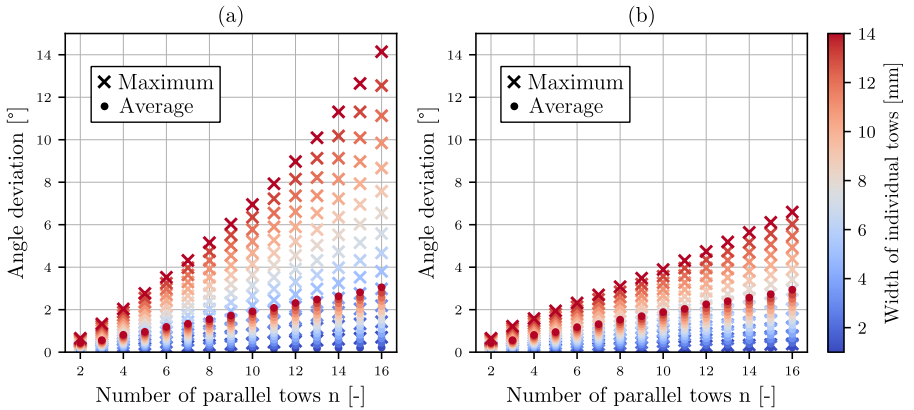 (a)
(b)
Angle deviation [°]
14
12
10
8
6
4
2
0
Maximum
Average
2 4 6 8 10 12 14 16
Number of parallel tows n [-]
Angle deviation [°]
14
12
10
8
6
4
2
0
Maximum
Average
2 4 6 8 10 12 14 16
Number of parallel tows n [-]
14
12
10
8
6
4
2
Width of individual tows [mm]